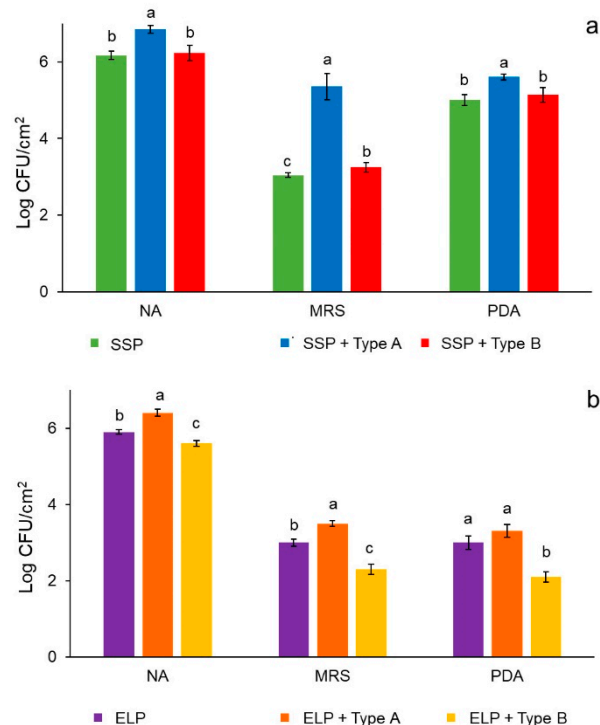 a
b a b
c a b
b a b
Log CFU/cm²
6
4
2
0
NA MRS PDA
SSP SSP + Type A SSP + Type B
b
b a c
b a c
a a b
Log CFU/cm²
6
4
2
0
NA MRS PDA
ELP ELP + Type A ELP + Type B